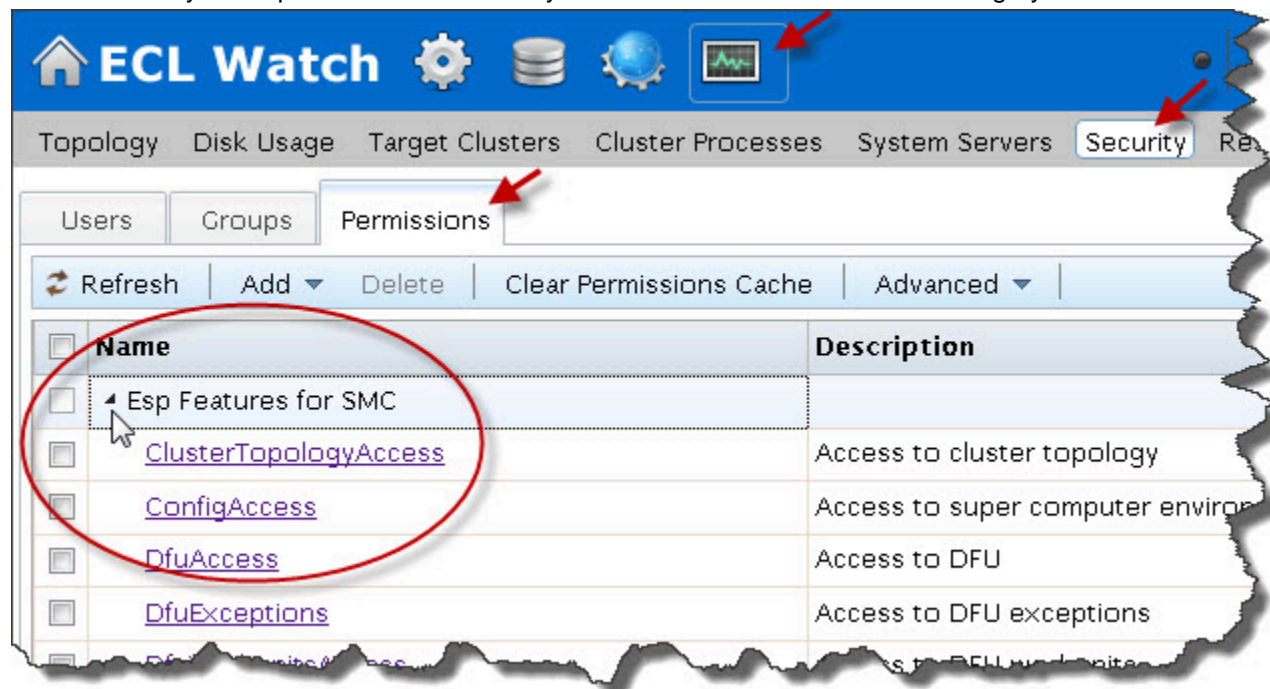 ECL Watch
Topology Disk Usage Target Clusters Cluster Processes System Servers Security
Users Groups Permissions
Refresh Add Delete Clear Permissions Cache Advanced
Name Description
Esp Features for SMC
ClusterTopologyAccess Access to cluster topology
ConfigAccess Access to super computer
DfuAccess Access to DFU
DfuExceptions Access to DFU exceptions